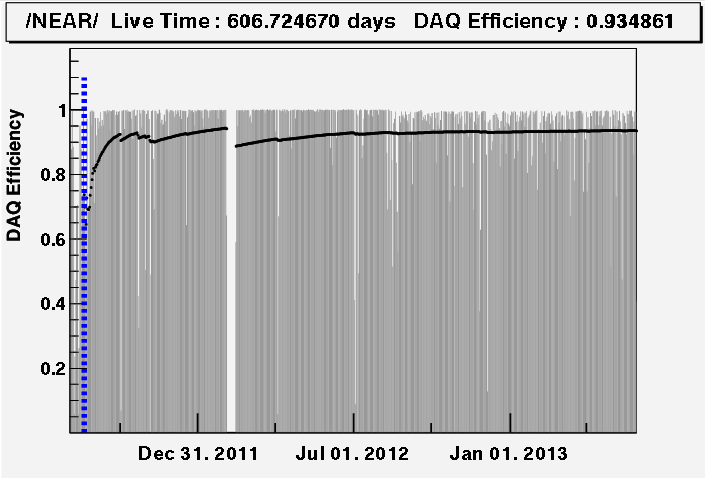 /NEAR/ Live Time : 606.724670 days DAQ Efficiency : 0.934861
DAQ Efficiency
1
0.8
0.6
0.4
0.2
Dec 31. 2011 Jul 01. 2012 Jan 01. 2013